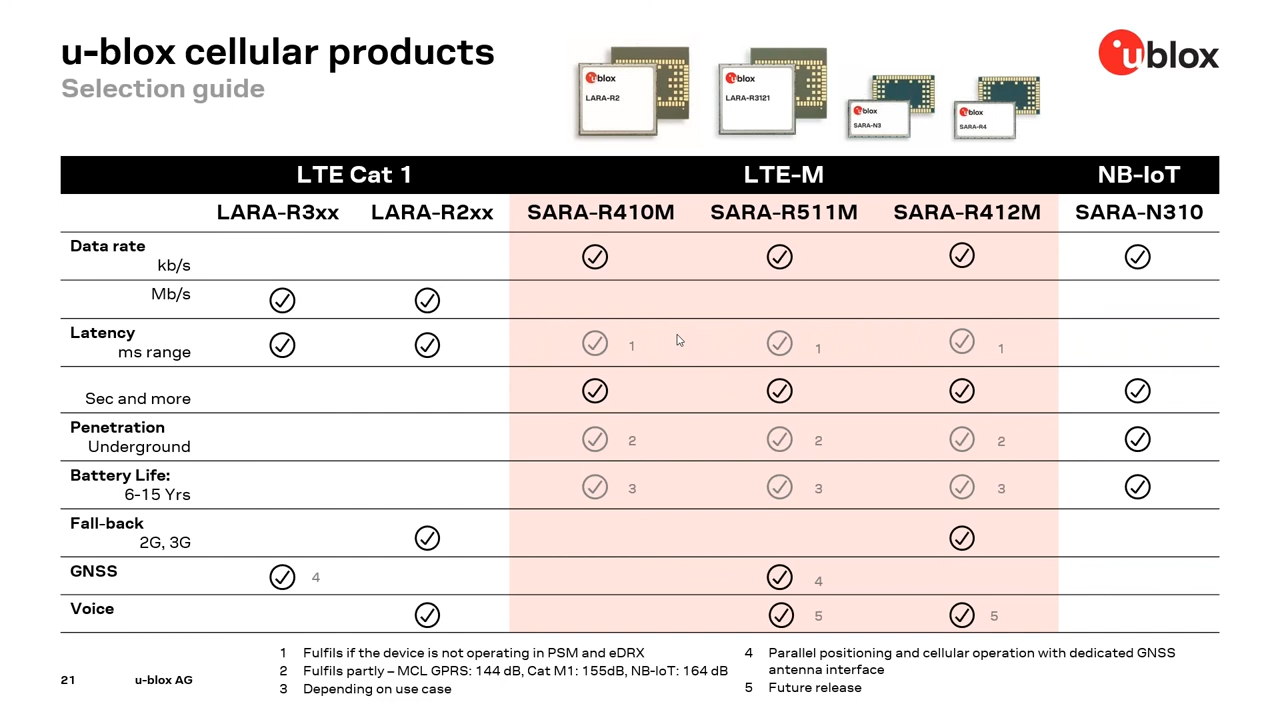 u-blox cellular products
Selection guide
ublox
LARA-R2
ublox
LARA-R3121
ublox
SARA-N3
ublox
SARA-R4
ublox
LTE Cat 1 LTE-M NB-IoT
LARA-R3xx LARA-R2xx SARA-R410M SARA-R511M SARA-R412M SARA-N310
Data rate
kb/s
Mb/s
Latency
ms range 1 1 1
Sec and more
Penetration
Underground 2 2 2
Battery Life:
6-15 Yrs 3 3 3
Fall-back
2G, 3G
GNSS 4 4
Voice 5 5
1 Fulfils if the device is not operating in PSM and eDRX
2 Fulfils partly – MCL GPRS: 144 dB, Cat M1: 155dB, NB-IoT: 164 dB
3 Depending on use case
4 Parallel positioning and cellular operation with dedicated GNSS
antenna interface
5 Future release
21 u-blox AG